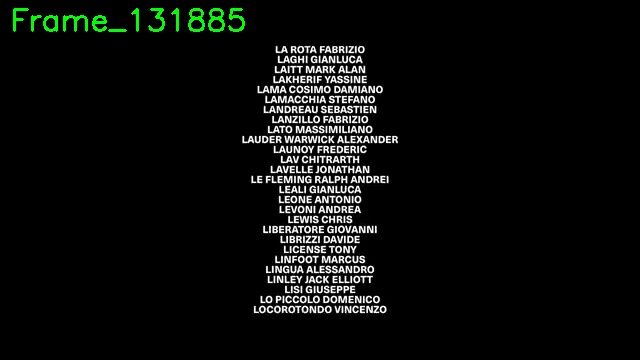 Frame_131885
LA ROTA FABRIZIO
LAGHI GIANLUCA
LAITT MARK ALAN
LAKHERIF YASSINE
LAMA COSIMO DAMIANO
LAMACCHIA STEFANO
LANDREAU SEBASTIEN
LANZILLO FABRIZIO
LATO MASSIMILIANO
LAUDER WARWICK ALEXANDER
LAUNOY FREDERIC
LAV CHITRARTH
LAVELLE JONATHAN
LE FLEMING RALPH ANDREI
LEALI GIANLUCA
LEONE ANTONIO
LEVONI ANDREA
LEWIS CHRIS
LIBERATORE GIOVANNI
LIBRIZZI DAVIDE
LICENSE TONY
LINFOOT MARCUS
LINGUA ALESSANDRO
LINLEY JACK ELLIOTT
LISI GIUSEPPE
LO PICCOLO DOMENICO
LOCOROTONDO VINCENZO